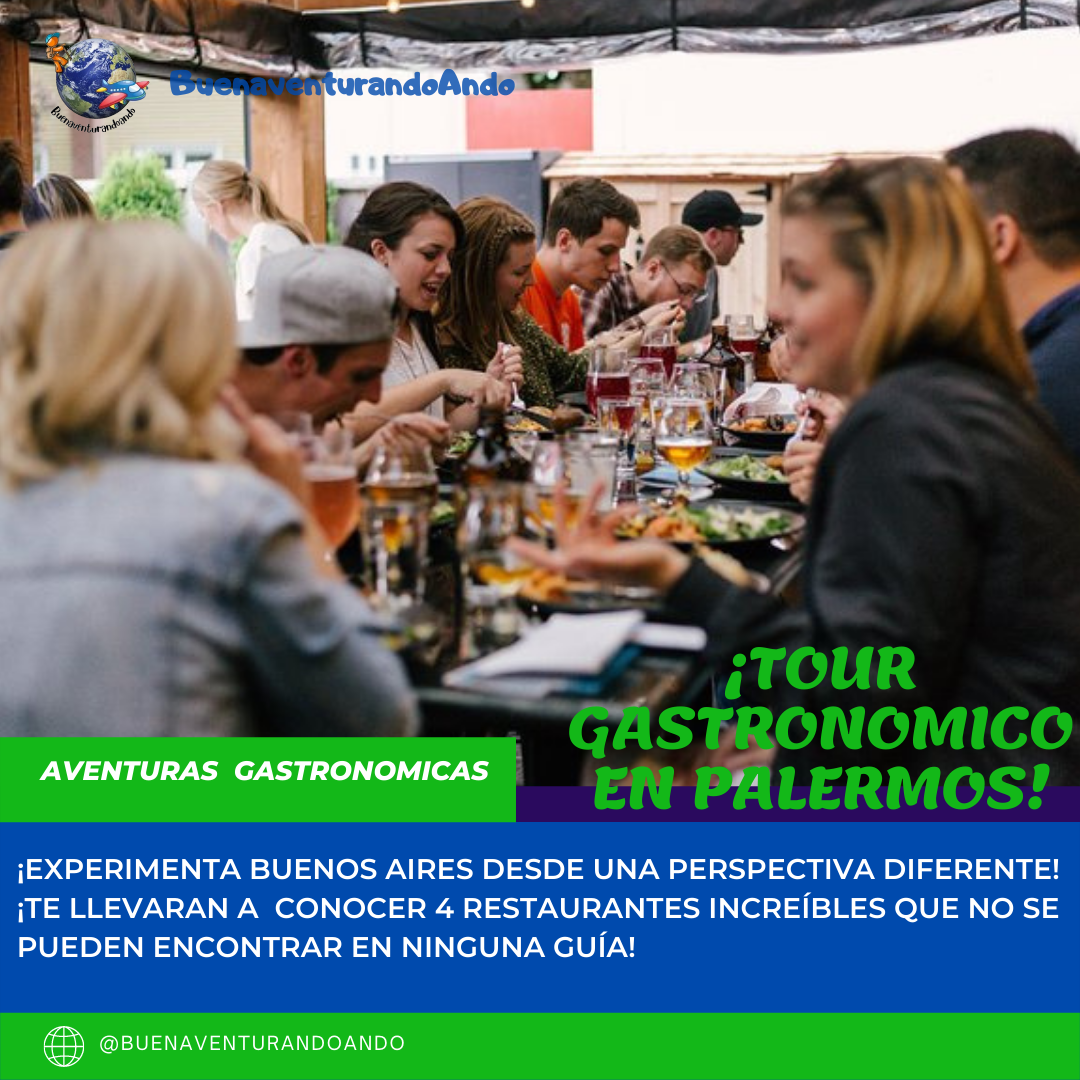 BuenaventurandoAndo
Buenaventurandoando
¡TOUR
GASTRONOMICO
EN PALERMOS!
AVENTURAS GASTRONOMICAS
¡EXPERIMENTA BUENOS AIRES DESDE UNA PERSPECTIVA DIFERENTE!
¡TE LLEVARAN A CONOCER 4 RESTAURANTES INCREÍBLES QUE NO SE
PUEDEN ENCONTRAR EN NINGUNA GUÍA!
@BUENAVENTURANDOANDO